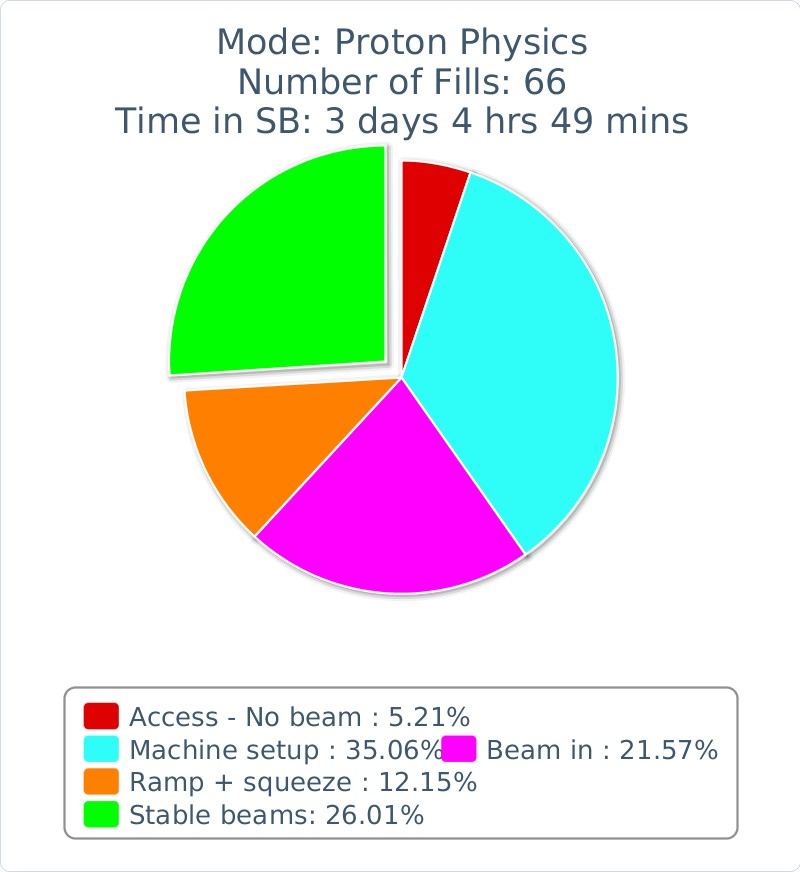 Mode: Proton Physics
Number of Fills: 66
Time in SB: 3 days 4 hrs 49 mins
Access - No beam : 5.21%
Machine setup : 35.06% Beam in : 21.57%
Ramp + squeeze : 12.15%
Stable beams: 26.01%